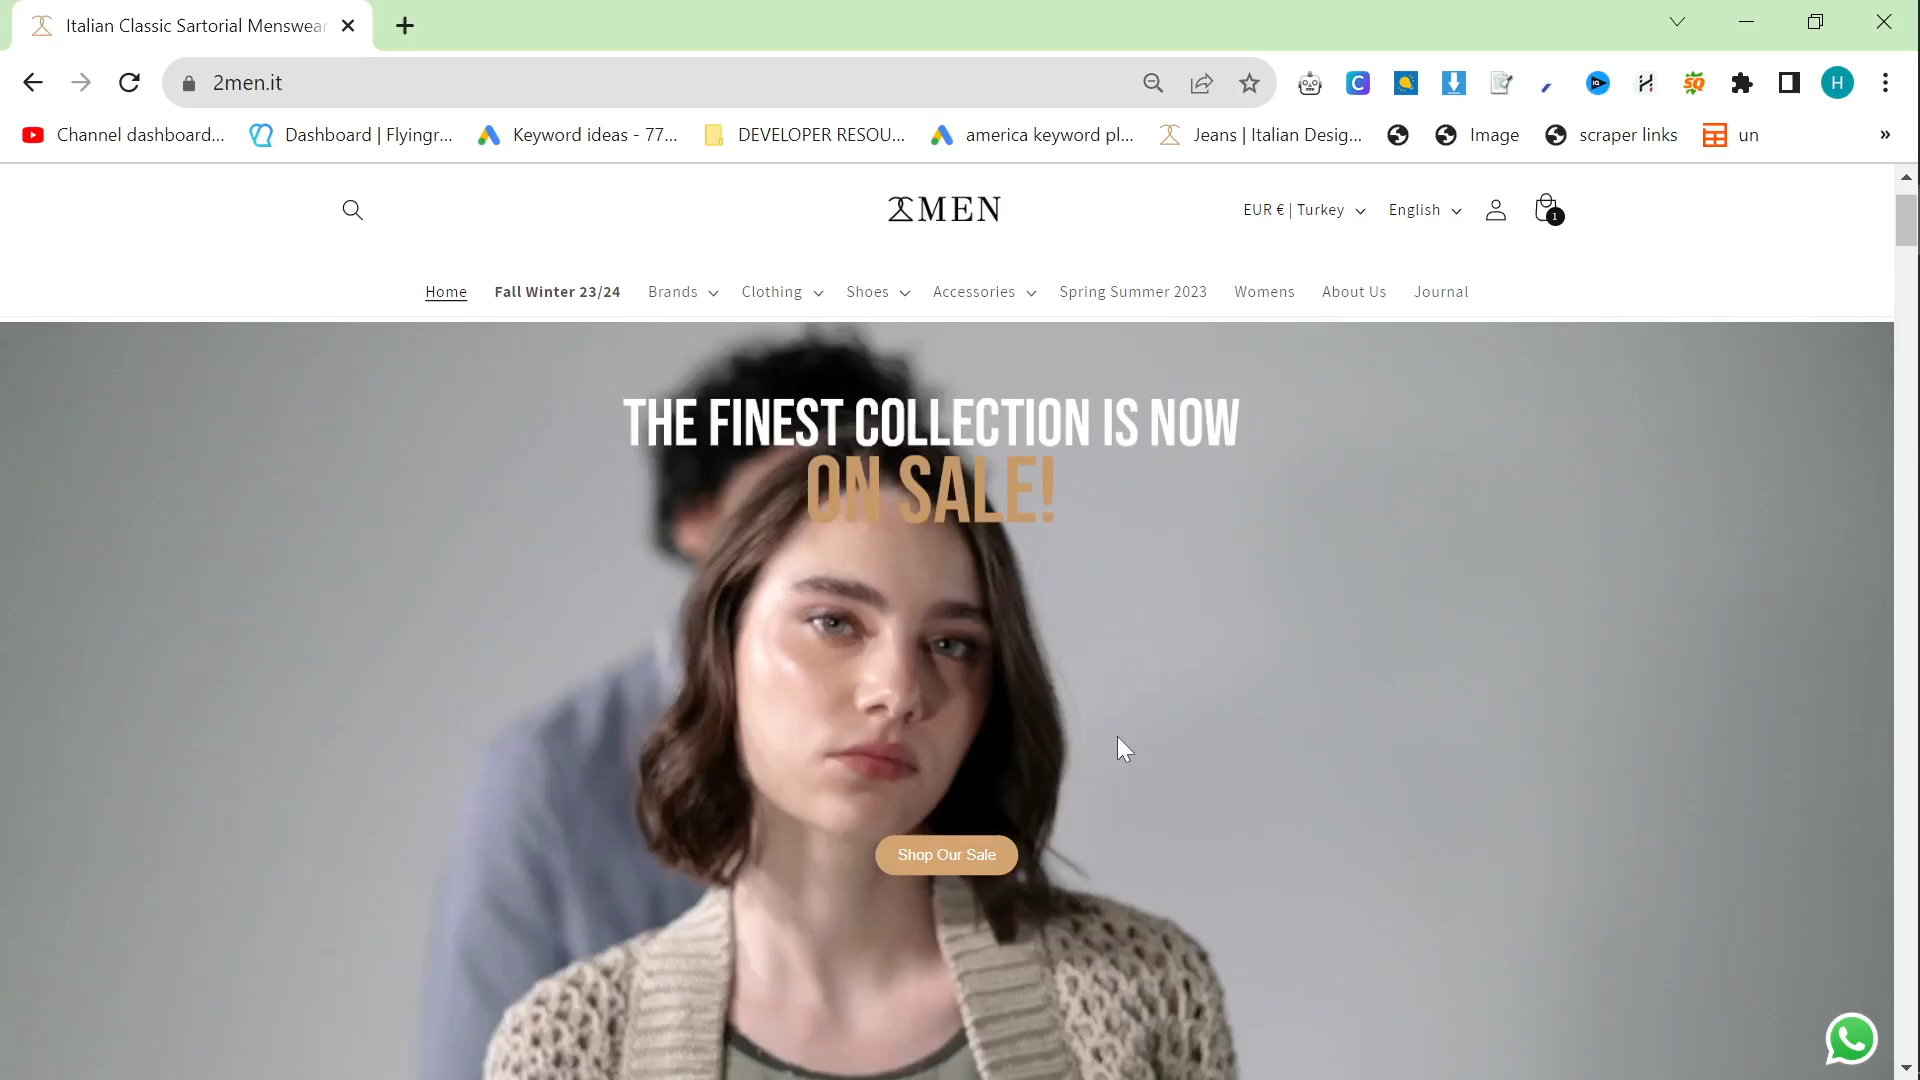 Italian Classic Sartorial Menswear
2men.it
H
Channel dashboard...
Dashboard | Flyingr...
Keyword ideas - 77...
DEVELOPER RESOU...
america keyword pl...
Jeans | Italian Desig...
Image
scraper links
un
»
2MEN
EUR € | Turkey
English
1
Home
Fall Winter 23/24
Brands
Clothing
Shoes
Accessories
Spring Summer 2023
Womens
About Us
Journal
THE FINEST COLLECTION IS NOW
ON SALE!
Shop Our Sale